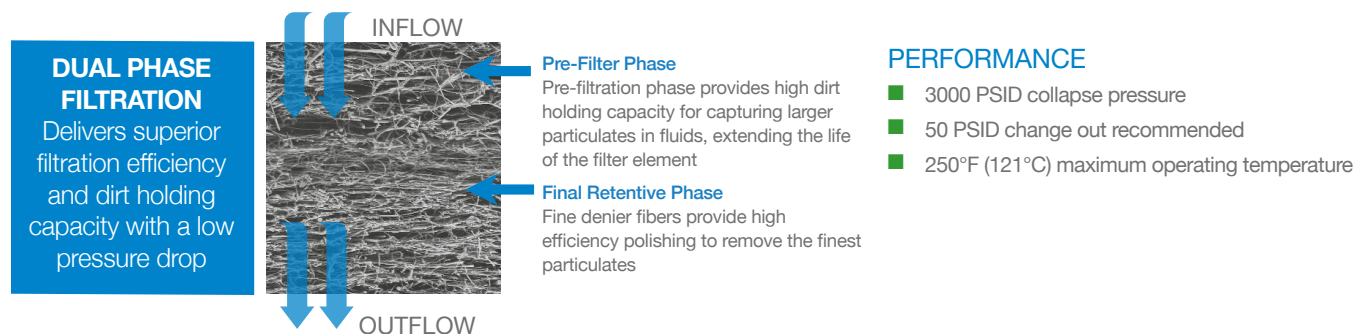 DUAL PHASE
FILTRATION
Delivers superior
filtration efficiency
and dirt holding
capacity with a low
pressure drop
INFLOW
OUTFLOW
Pre-Filter Phase
Pre-filtration phase provides high dirt
holding capacity for capturing larger
particulates in fluids, extending the life
of the filter element
Final Retentive Phase
Fine denier fibers provide high
efficiency polishing to remove the finest
particulates
PERFORMANCE
3000 PSID collapse pressure
50 PSID change out recommended
250°F (121°C) maximum operating temperature